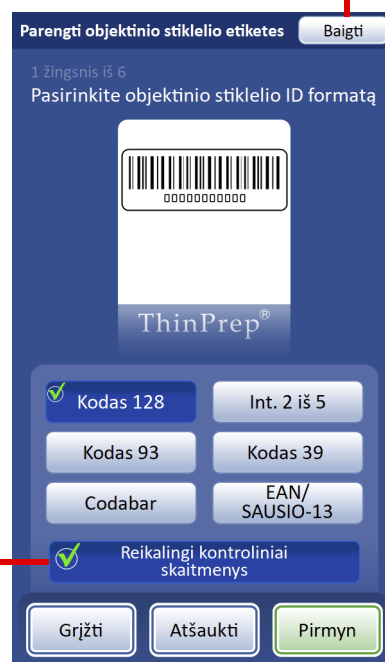 Parengti objektinio stiklelio etiketes Baigti
1 žingsnis iš 6
Pasirinkite objektinio stiklelio ID formatą
00000000000
ThinPrep®
Kodas 128 Int. 2 iš 5
Kodas 93 Kodas 39
Codabar EAN/
SAUSIO-13
Reikalingi kontroliniai
skaitmenys
Grįžti Atšaukti Pirmyn